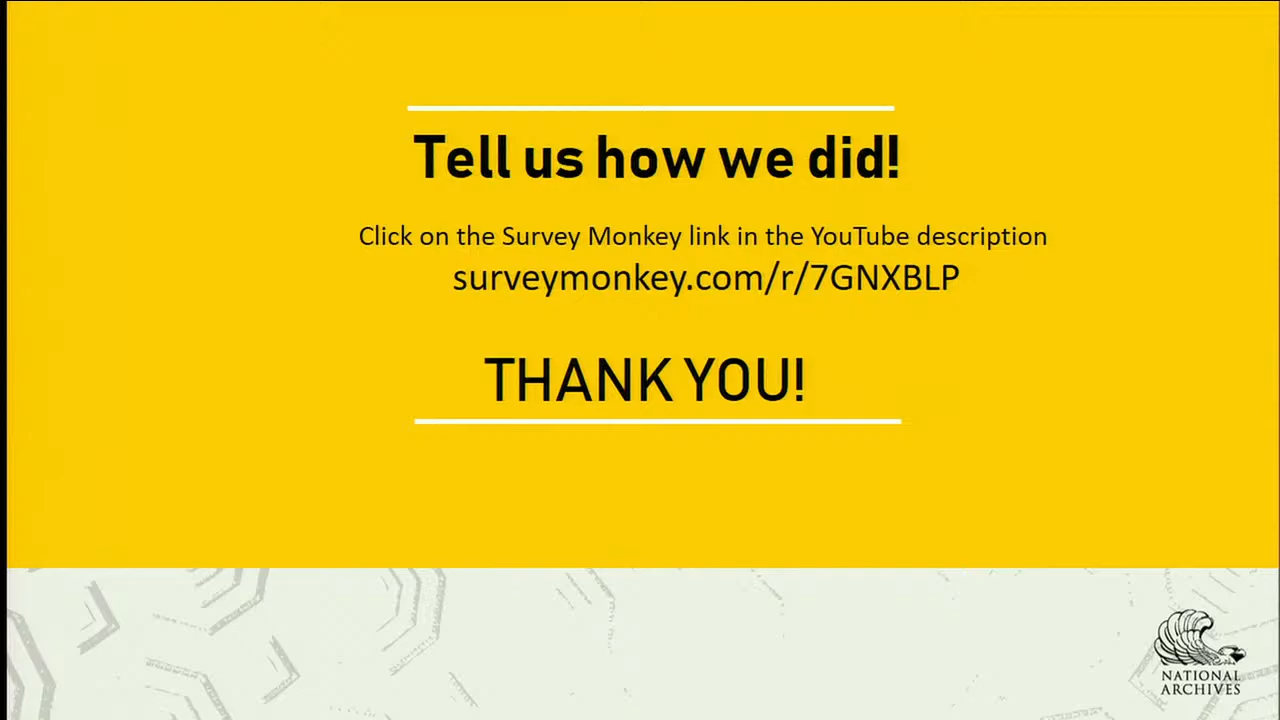 Tell us how we did!
Click on the Survey Monkey link in the YouTube description
surveymonkey.com/r/7GNXBLP
THANK YOU!
NATIONAL
ARCHIVES